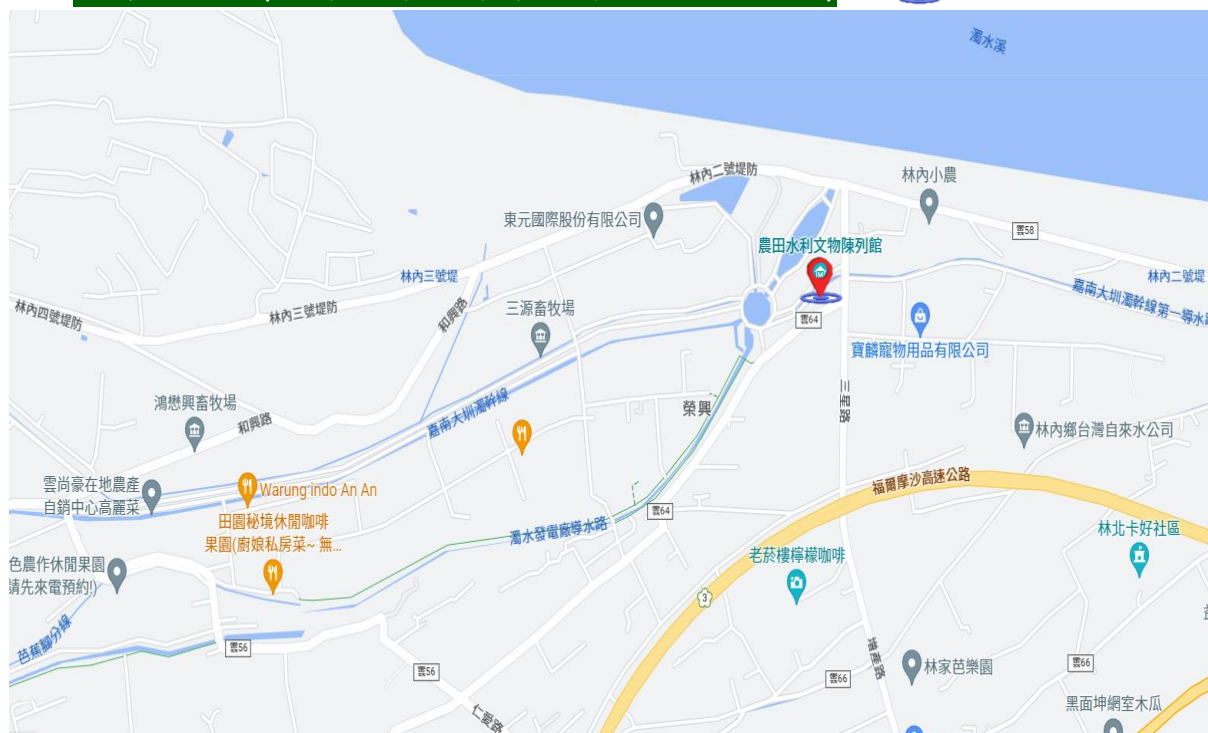 濁水溪
林內二號堤防
林內小農
東元國際股份有限公司
雲58
農田水利文物陳列館
林內三號堤
林內二號堤
嘉南大圳濁幹線第一導水路
林內四號堤防
林內三號堤防
和興路
三源畜牧場
雲64
寶麟寵物用品有限公司
三星路
鴻懋興畜牧場
和興路
嘉南大圳濁幹線
榮興
林內鄉台灣自來水公司
福爾摩沙高速公路
雲尚豪在地農產
自銷中心高麗菜
Warung indo An An
田園秘境休閒咖啡
果園(廚娘私房菜~ 無...
濁水發電廠導水路
雲64
林北卡好社區
老菸樓檸檬咖啡
色農作休閒果園
請先來電預約!)
3
芭蕉腳分線
雲56
雲56
增產路
雲66
林家芭樂園
雲66
仁愛路
黑面坤網室木瓜